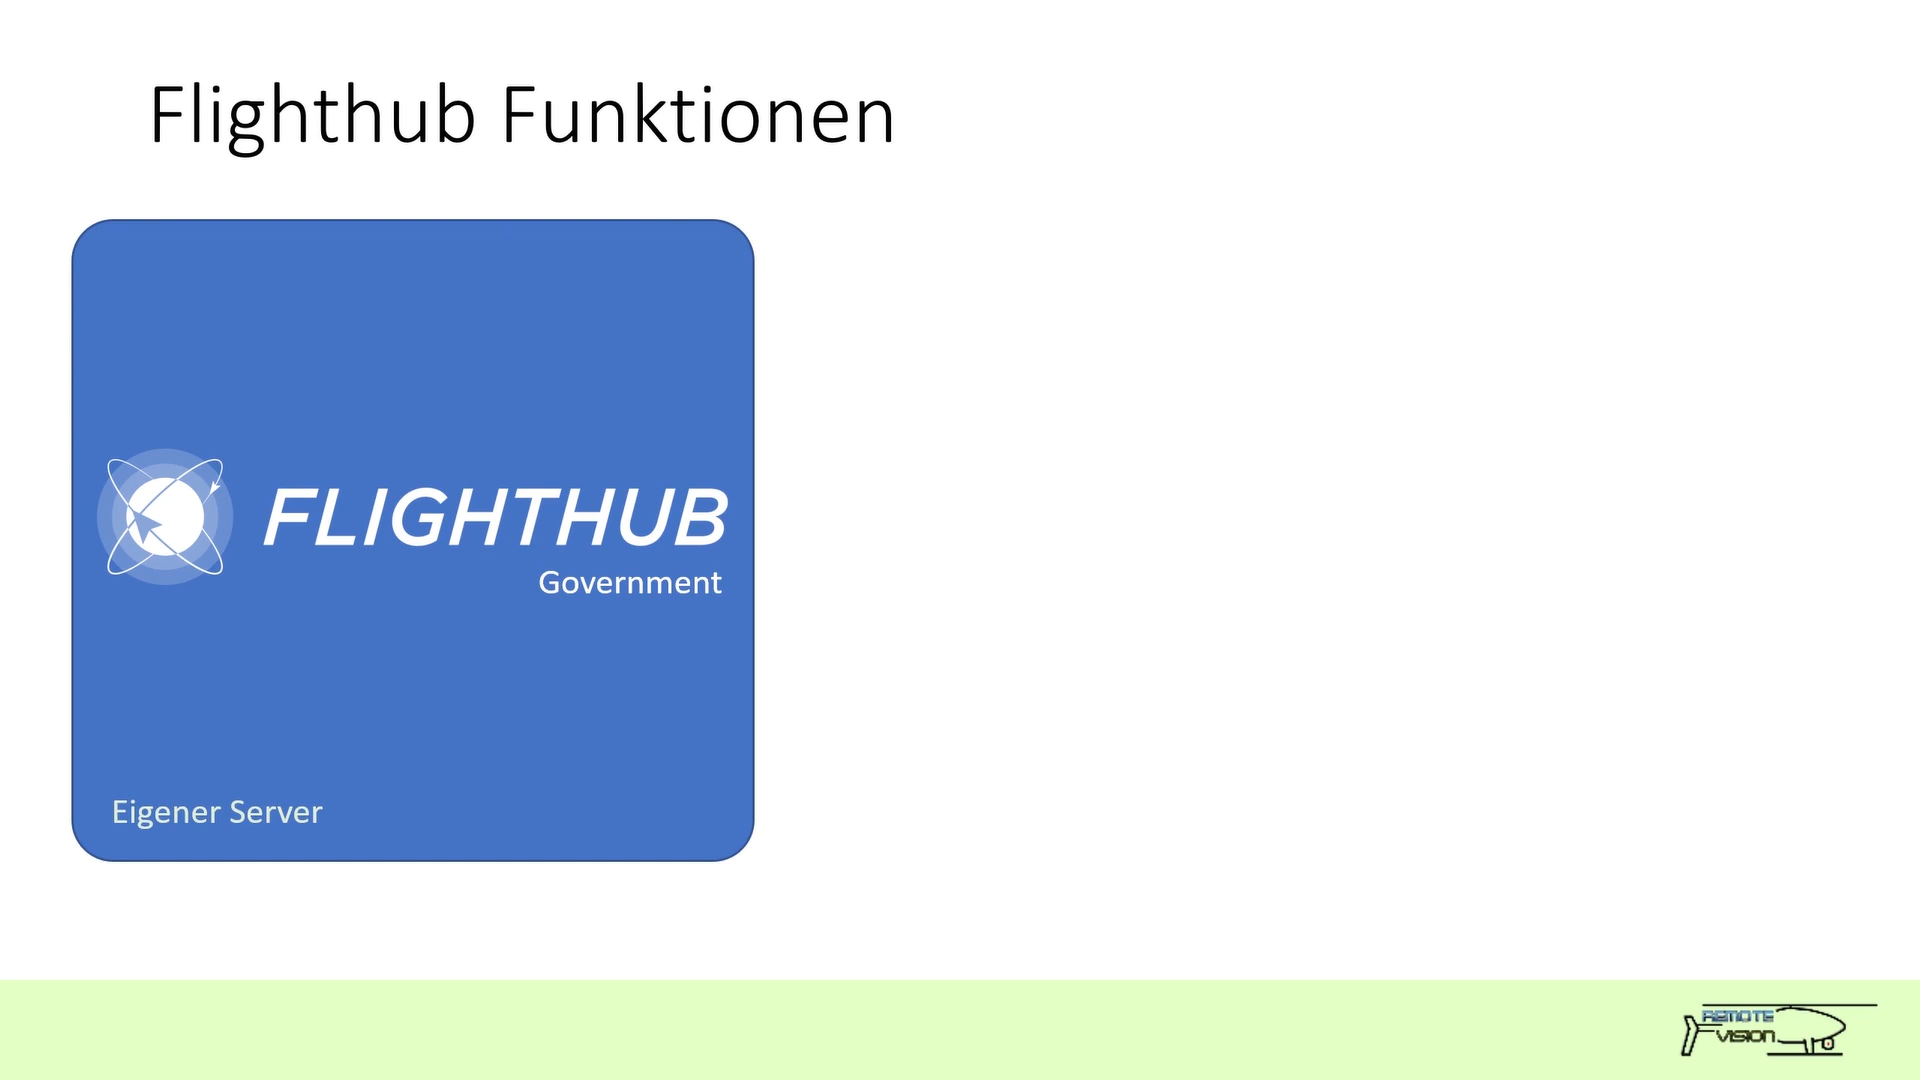 Flighthub Funktionen
FLIGHTHUB
Government
Eigener Server
REMOTE
VISION